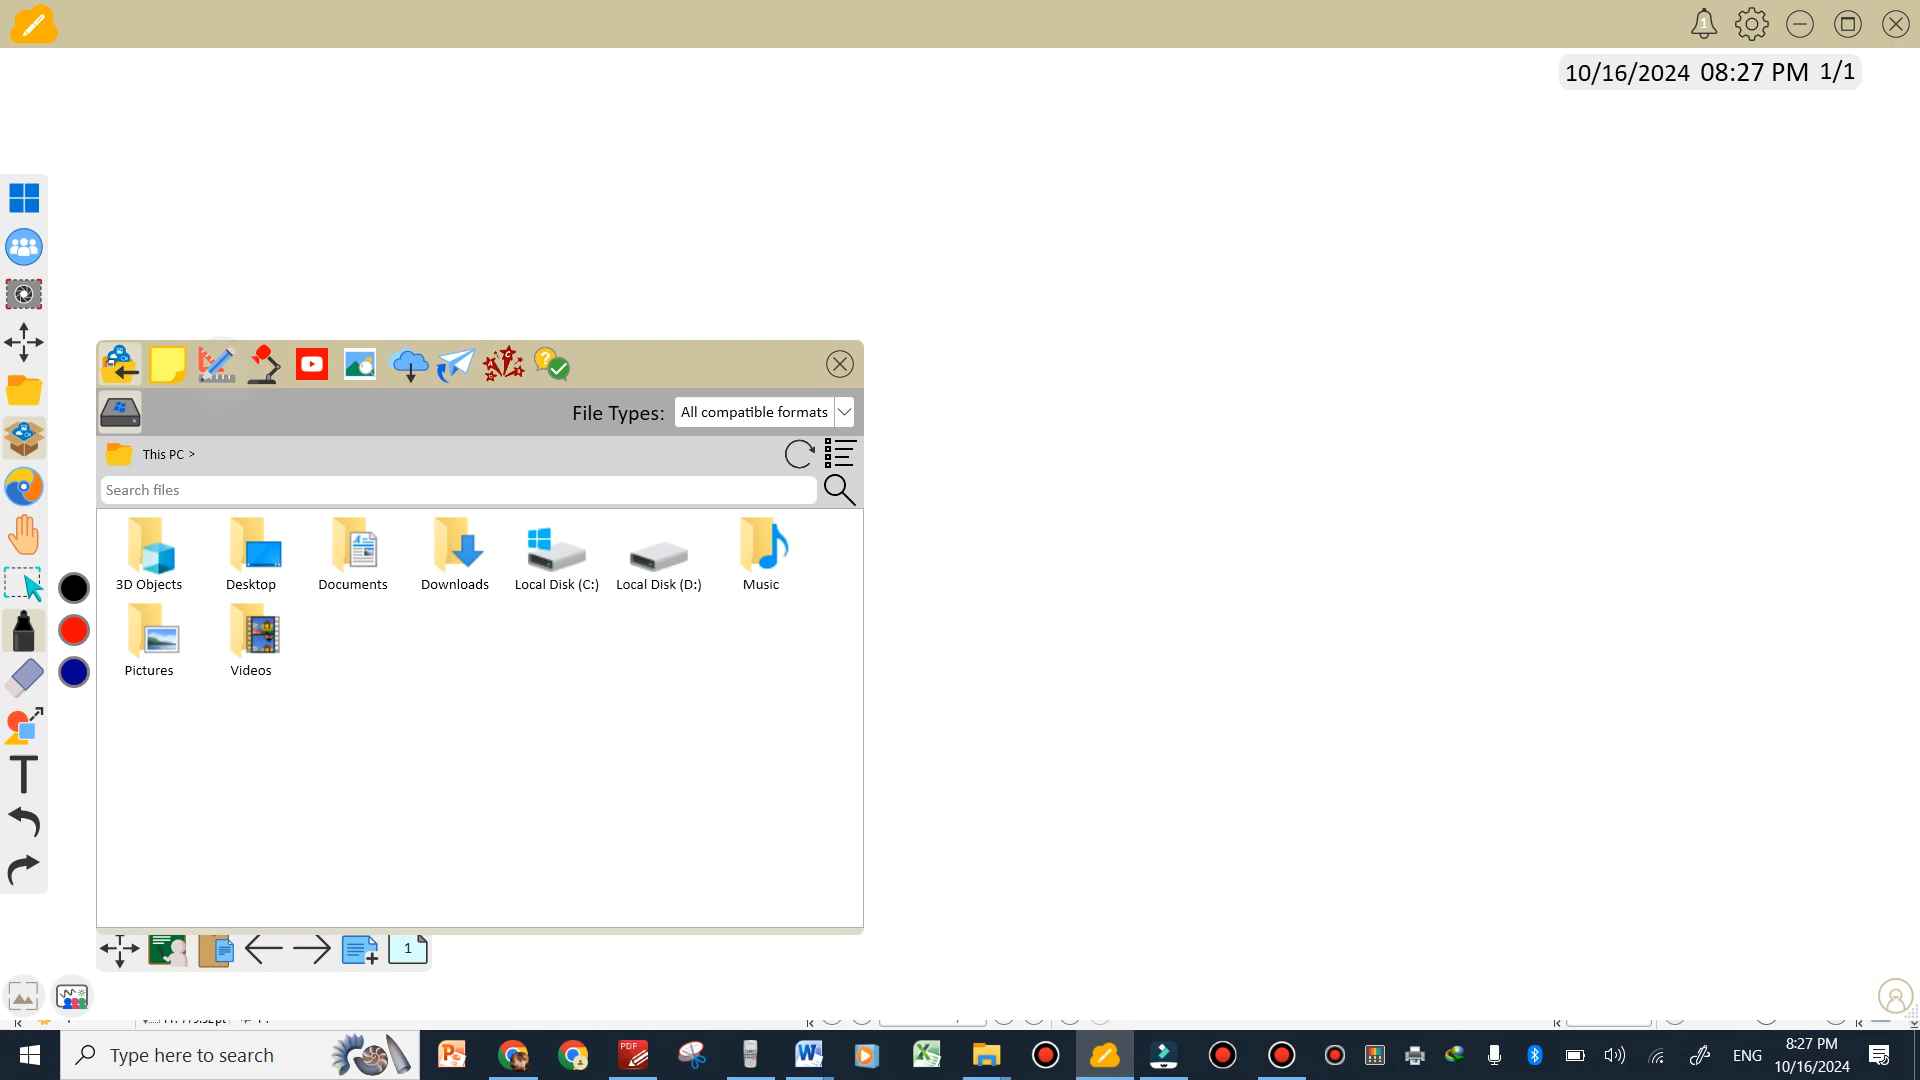 1
10/16/2024 08:27 PM 1/1
File Types: All compatible formats
This PC >
Search files
3D Objects
Desktop
Documents
Downloads
Local Disk (C:)
Local Disk (D:)
Music
Pictures
Videos
T
1
Type here to search
PDF
ENG
8:27 PM
10/16/2024